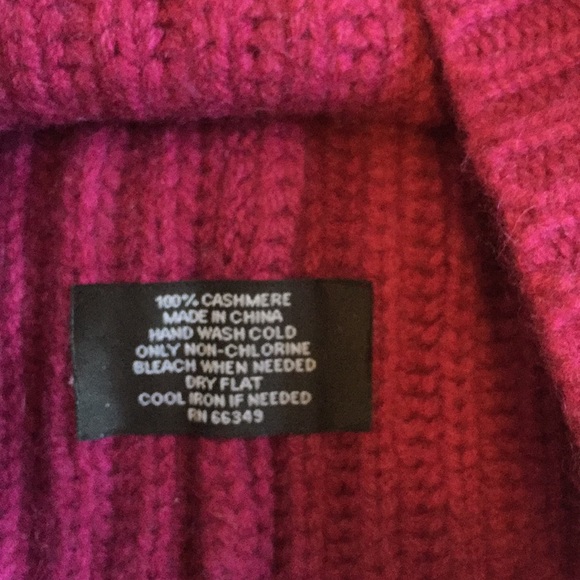 100% CASHMERE
MADE IN CHINA
HAND WASH COLD
ONLY NON-CHLORINE
BLEACH WHEN NEEDED
DRY FLAT
COOL IRON IF NEEDED
RN 66349